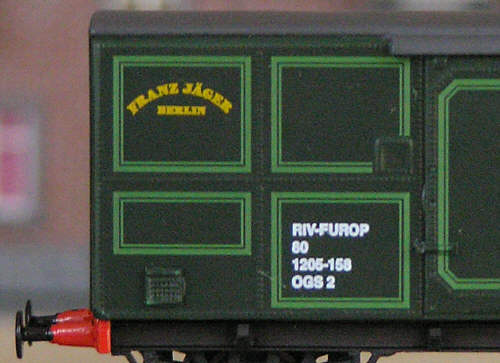 FRANZ JÄGER
BERLIN
RIV-EUROP
80
1205-158
OGS 2